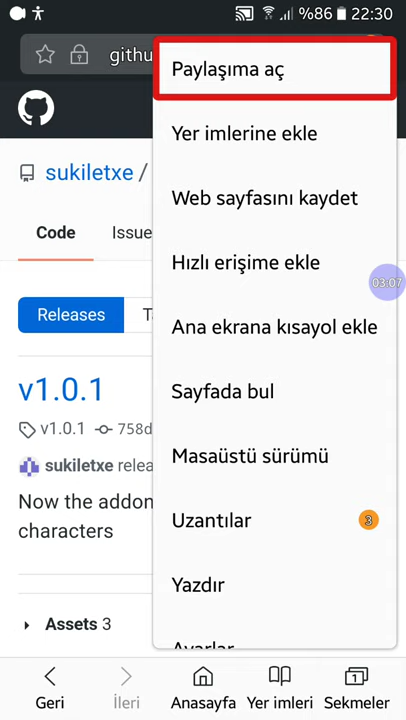 %86 22:30
githu
Paylaşıma aç
Yer imlerine ekle
sukiletxe /
Web sayfasını kaydet
Code Issue
Hızlı erişime ekle
03:07
Releases T
Ana ekrana kısayol ekle
v1.0.1
Sayfada bul
v1.0.1 758d
Masaüstü sürümü
sukiletxe relea
Now the addon
characters
Uzantılar 3
Yazdır
Assets 3
Ayarlar
Geri İleri Anasayfa Yer imleri Sekmeler
1